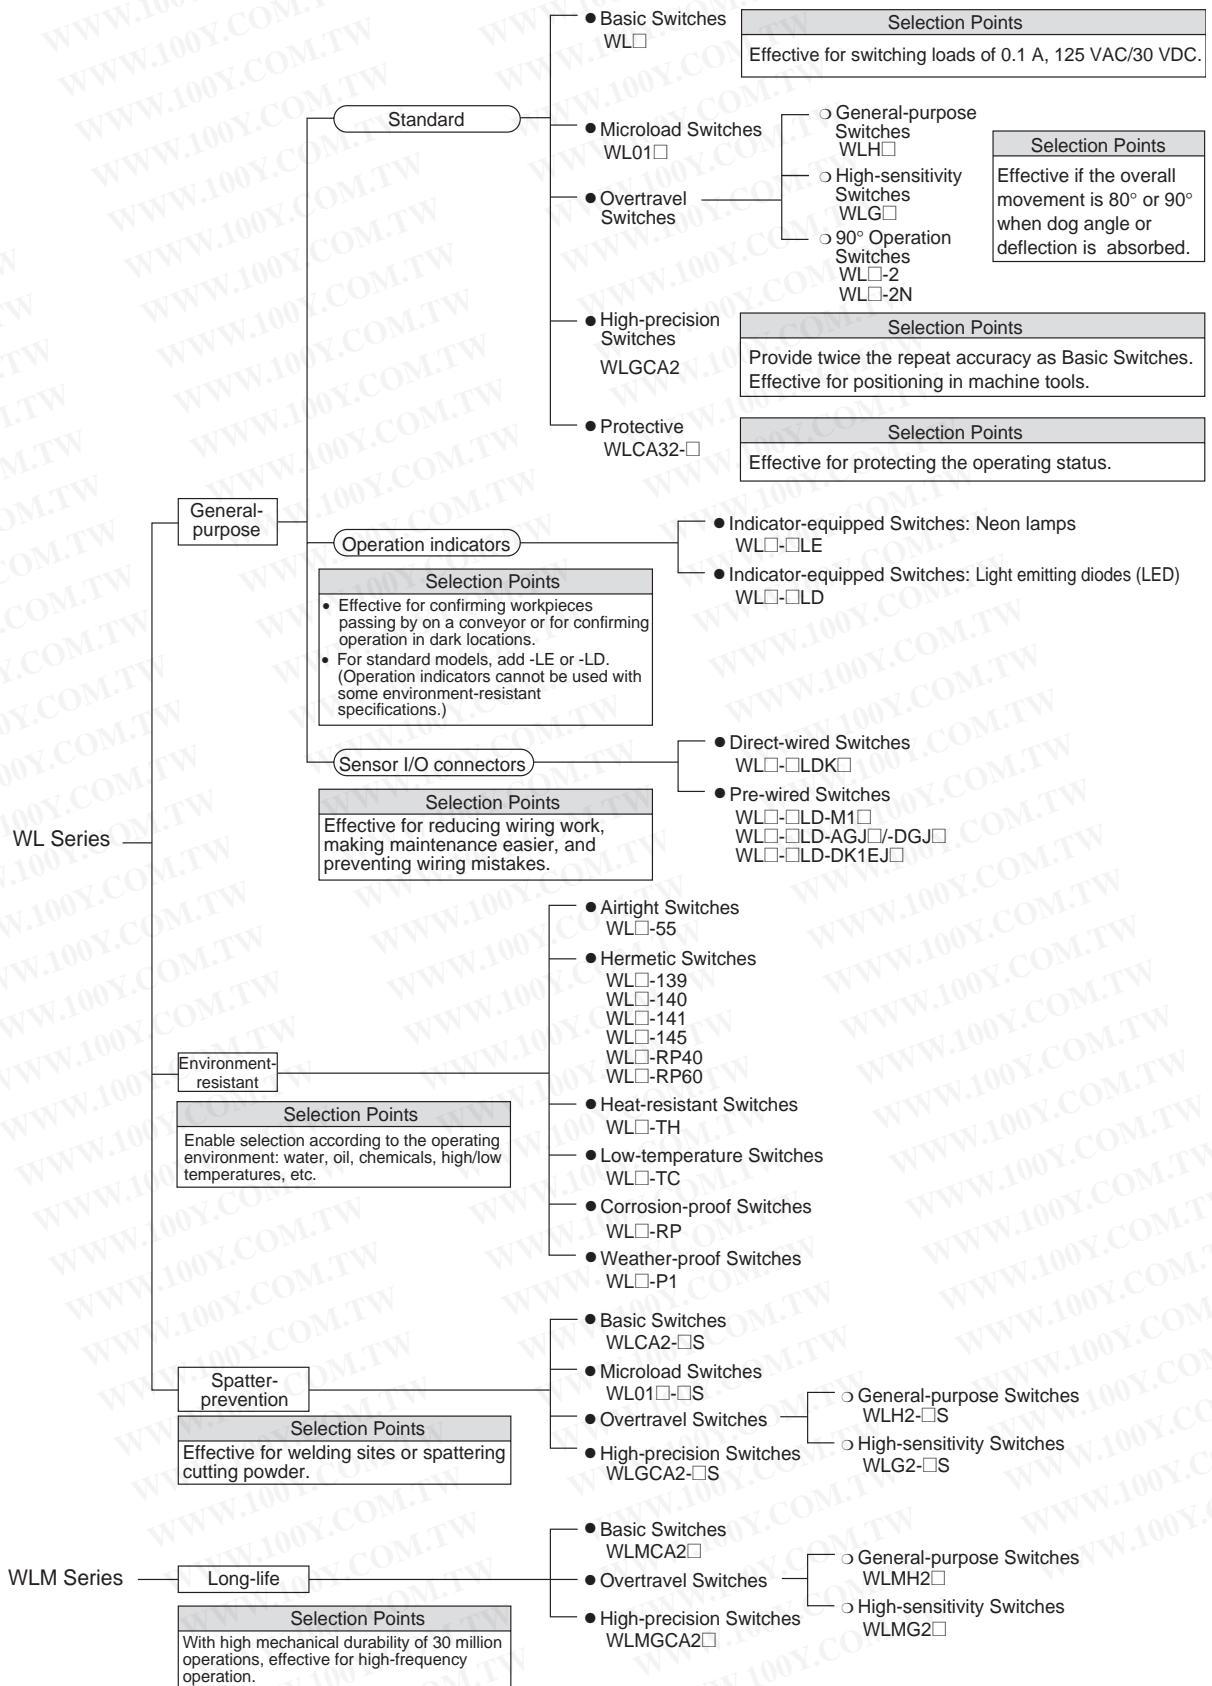 Basic Switches
WL□
Selection Points
Effective for switching loads of 0.1 A, 125 VAC/30 VDC.
Standard
Microload Switches
WL01□
Overtravel
Switches
General-purpose
Switches
WLH□
High-sensitivity
Switches
WLG□
90° Operation
Switches
WL□-2
WL□-2N
Selection Points
Effective if the overall
movement is 80° or 90°
when dog angle or
deflection is absorbed.
High-precision
Switches
WLGCA2
Selection Points
Provide twice the repeat accuracy as Basic Switches.
Effective for positioning in machine tools.
Protective
WLCA32-□
Selection Points
Effective for protecting the operating status.
General-
purpose
Operation indicators
Indicator-equipped Switches: Neon lamps
WL□-□LE
Indicator-equipped Switches: Light emitting diodes (LED)
WL□-□LD
Selection Points
• Effective for confirming workpieces
passing by on a conveyor or for confirming
operation in dark locations.
• For standard models, add -LE or -LD.
(Operation indicators cannot be used with
some environment-resistant
specifications.)
Sensor I/O connectors
Direct-wired Switches
WL□-□LDK□
Pre-wired Switches
WL□-□LD-M1□
WL□-□LD-AGJ□/-DGJ□
WL□-□LD-DK1EJ□
Selection Points
Effective for reducing wiring work,
making maintenance easier, and
preventing wiring mistakes.
WL Series
Airtight Switches
WL□-55
Hermetic Switches
WL□-139
WL□-140
WL□-141
WL□-145
WL□-RP40
WL□-RP60
Environment-
resistant
Selection Points
Enable selection according to the operating
environment: water, oil, chemicals, high/low
temperatures, etc.
Heat-resistant Switches
WL□-TH
Low-temperature Switches
WL□-TC
Corrosion-proof Switches
WL□-RP
Weather-proof Switches
WL□-P1
Spatter-
prevention
Selection Points
Effective for welding sites or spattering
cutting powder.
Basic Switches
WLCA2-□S
Microload Switches
WL01□-□S
Overtravel Switches
General-purpose Switches
WLH2-□S
High-sensitivity Switches
WLG2-□S
High-precision Switches
WLGCA2-□S
WLM Series
Long-life
Selection Points
With high mechanical durability of 30 million
operations, effective for high-frequency
operation.
Basic Switches
WLMCA2□
Overtravel Switches
General-purpose Switches
WLMH2□
High-sensitivity Switches
WLMG2□
High-precision Switches
WLMGCA2□
WWW.100Y.COM.TW